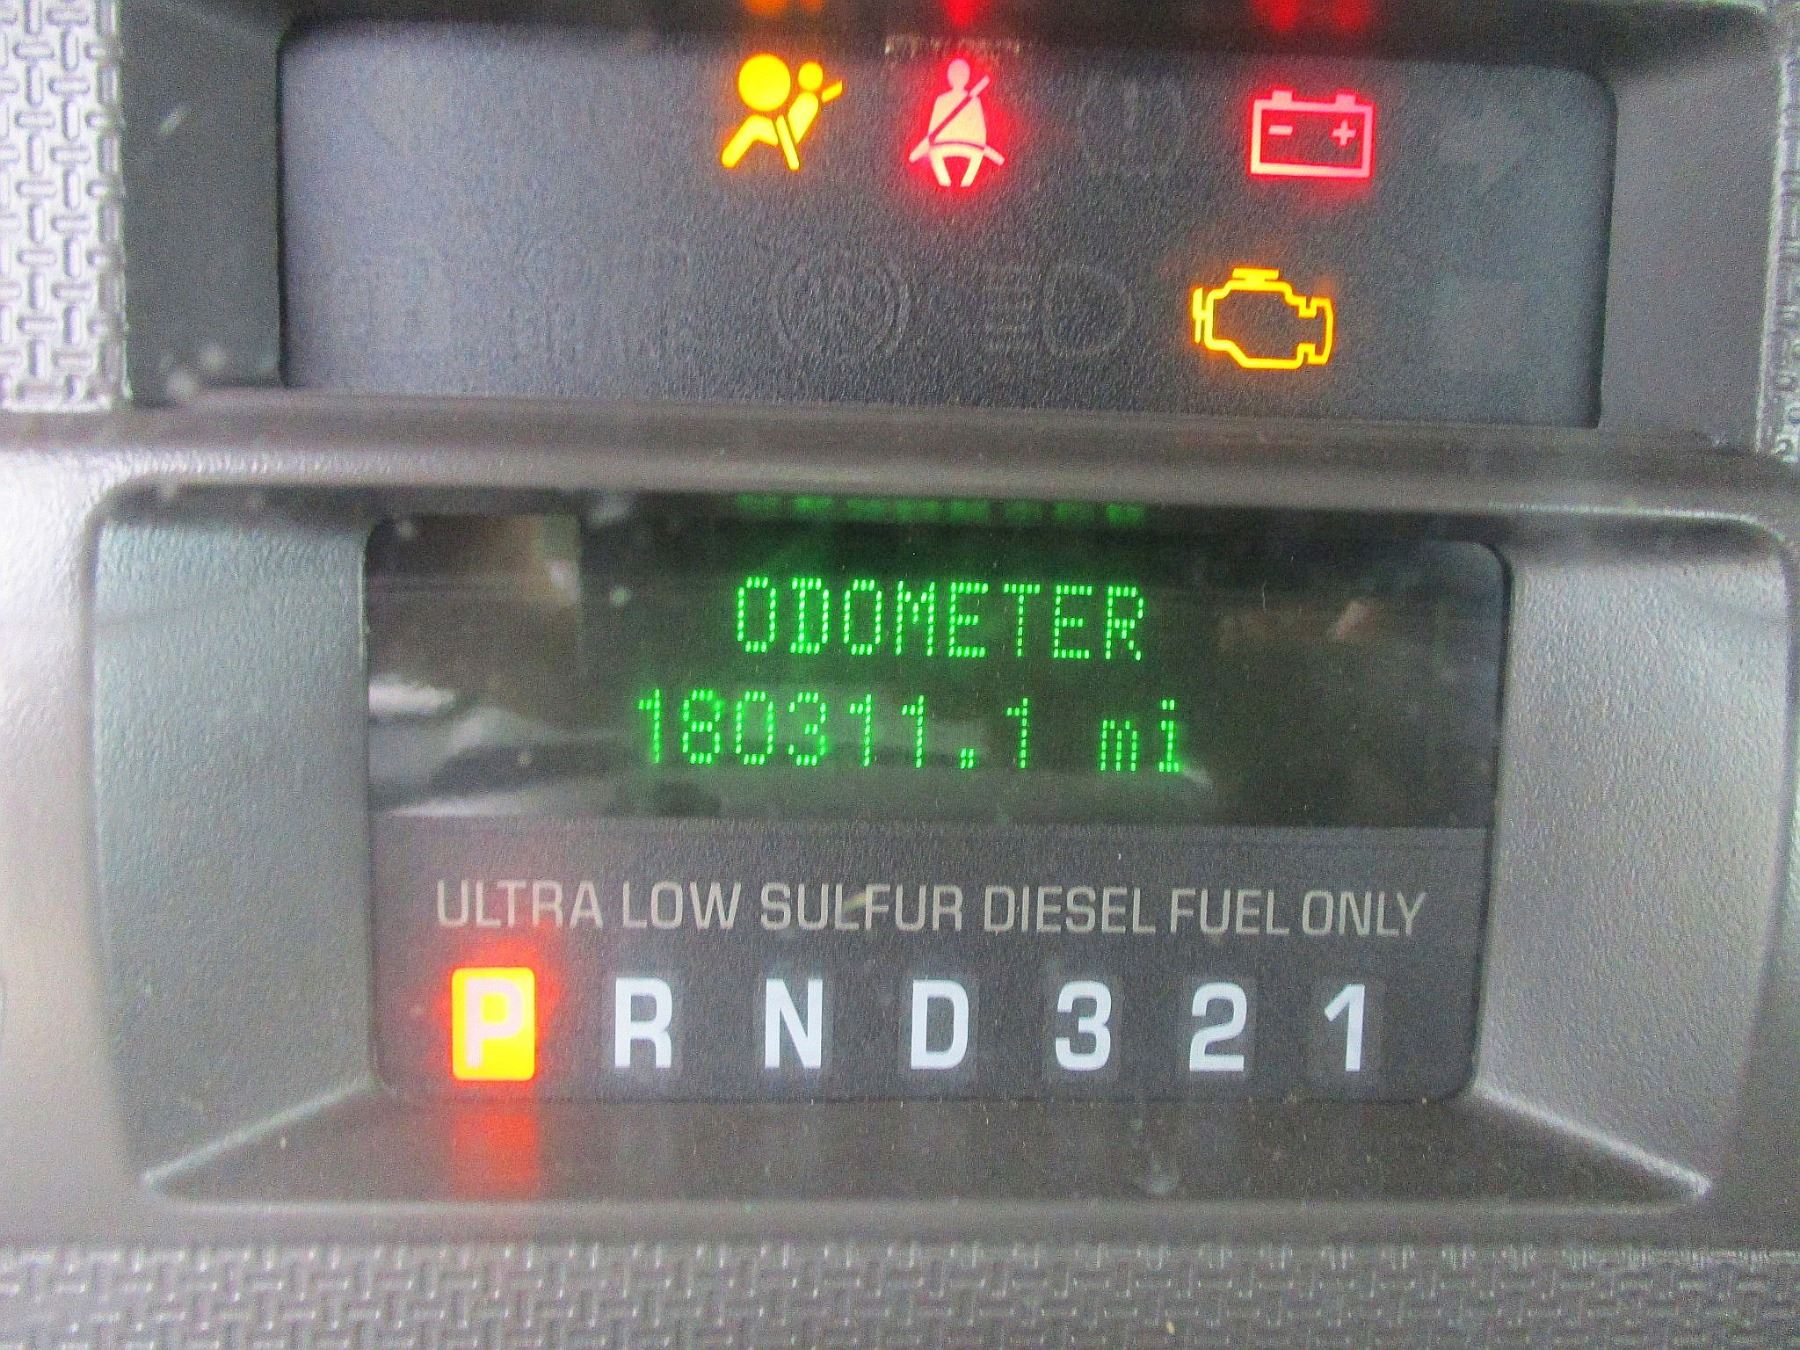 ODOMETER
180311.1 mi
ULTRA LOW SULFUR DIESEL FUEL ONLY
P R N D 3 2 1